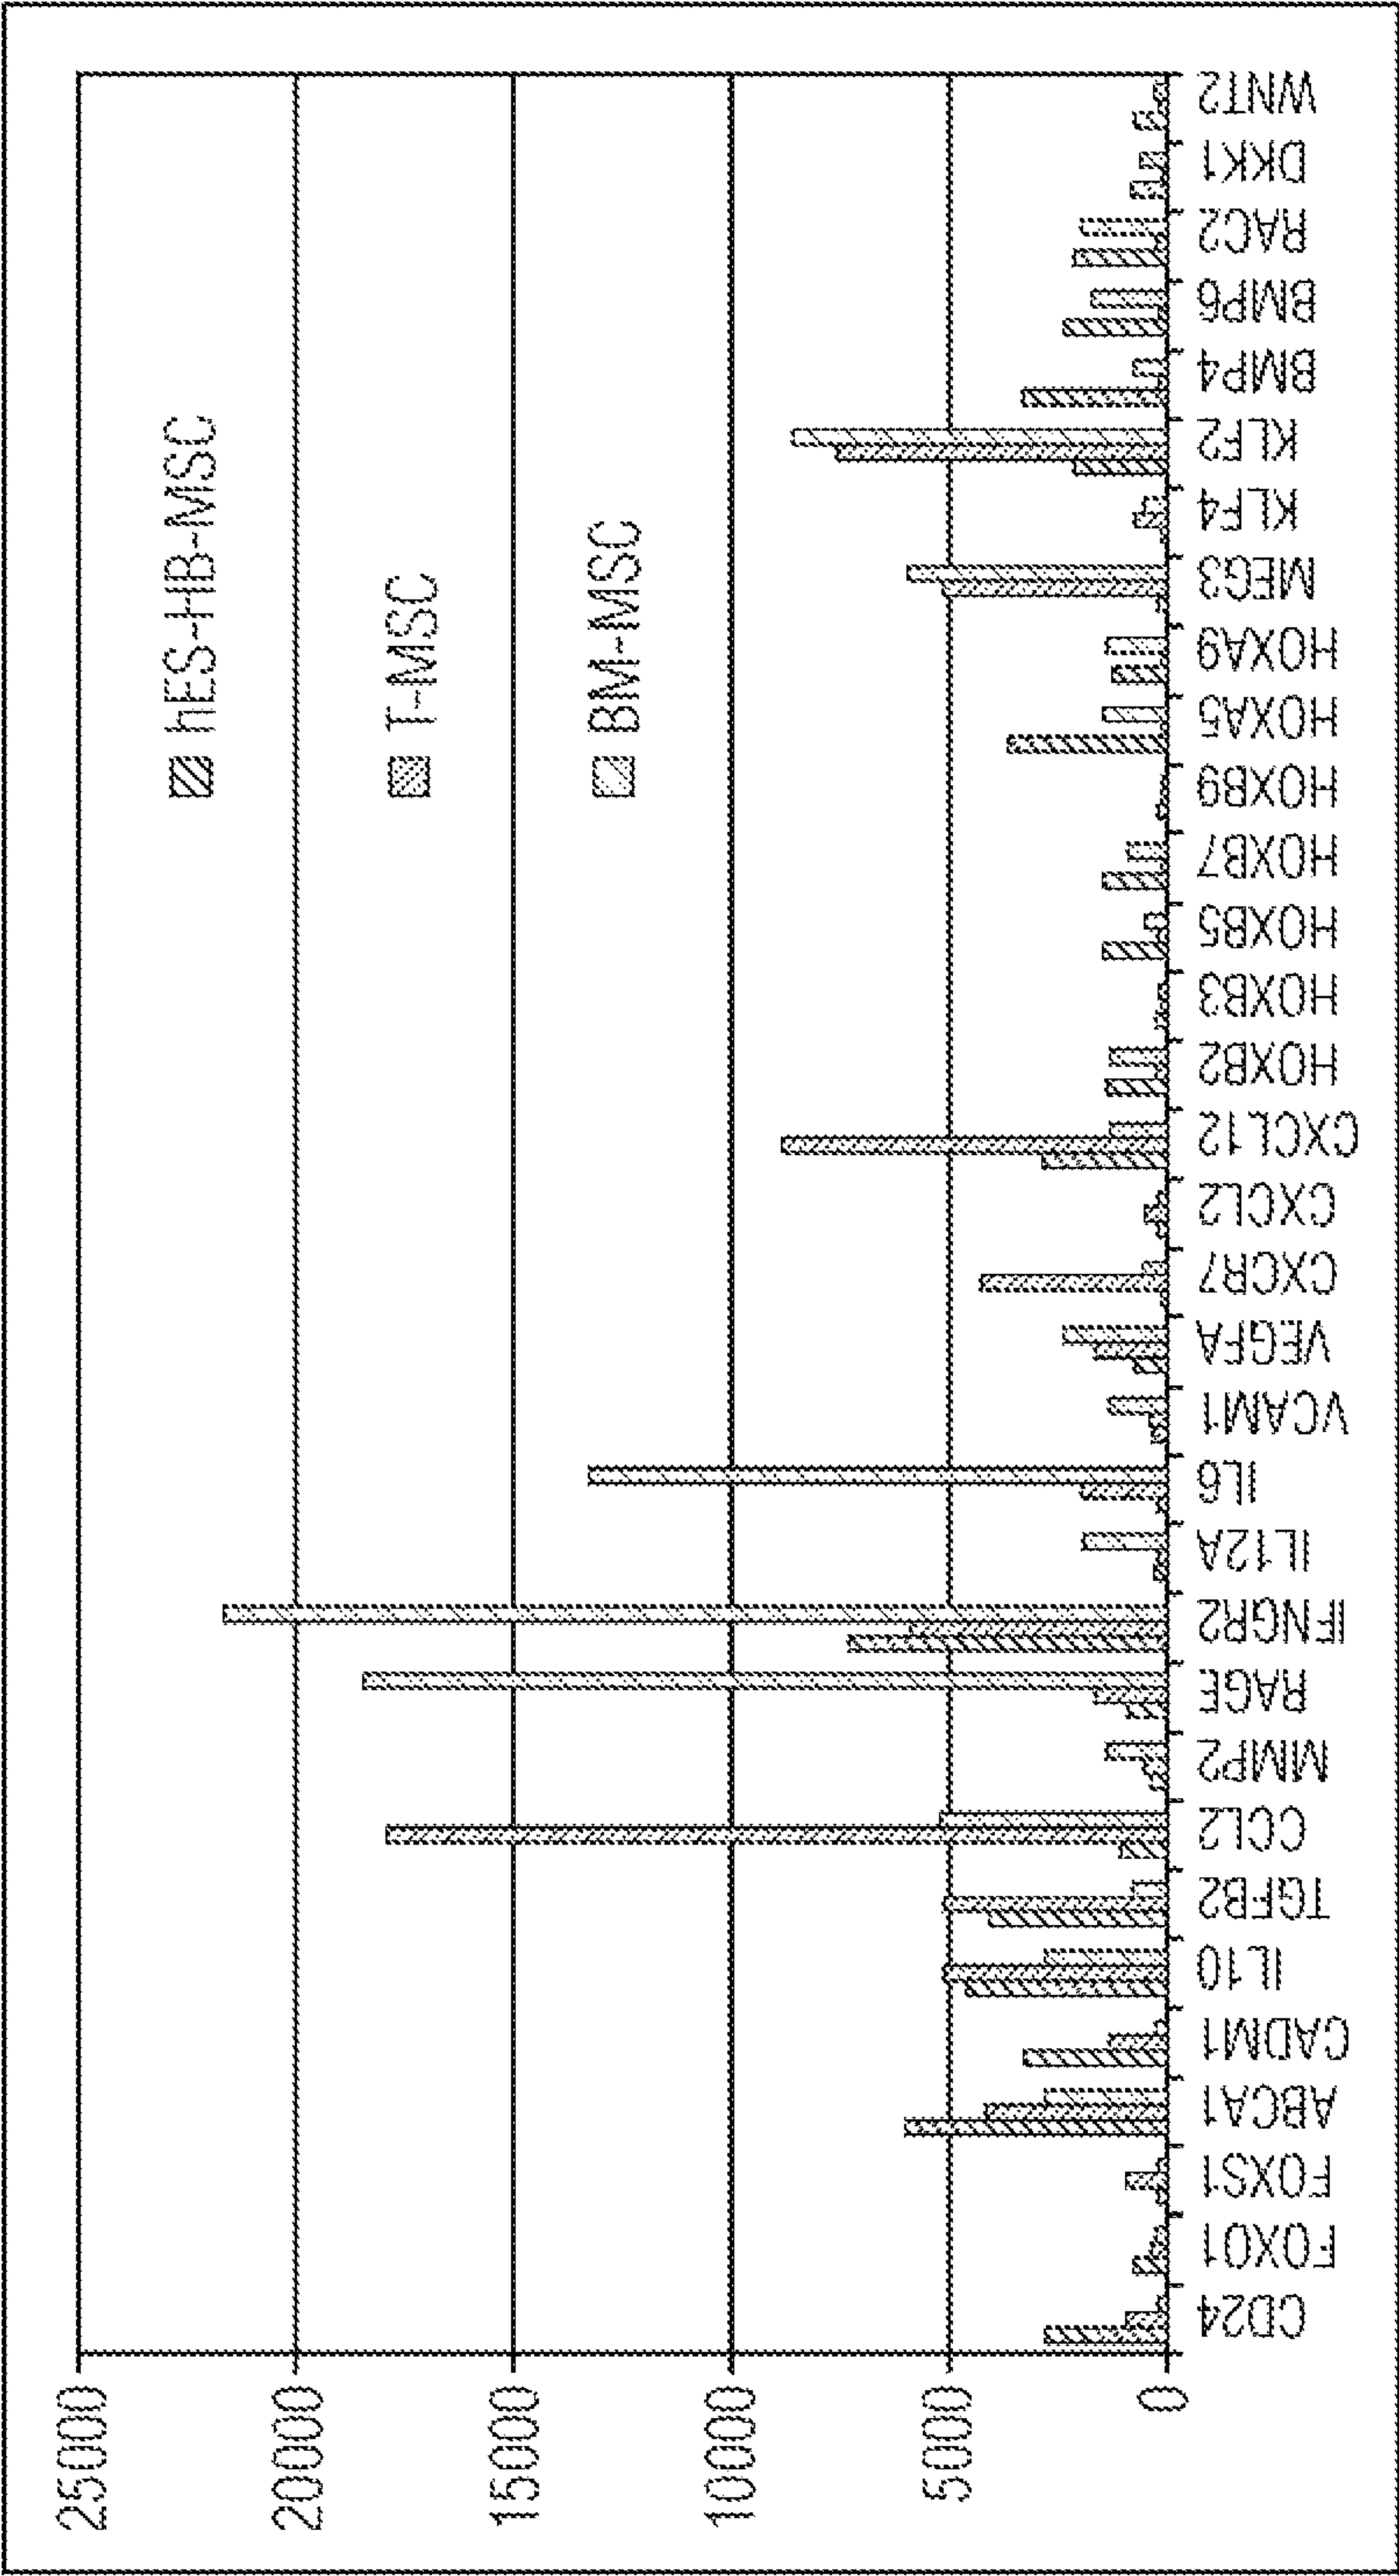 25000
20000
15000
10000
5000
0
hES-HB-MSC
T-MSC
BM-MSC
CD24
FOXO1
FOXS1
ABCA1
CADM1
IL10
TGFB2
CCL2
MMP2
RAGE
IFNGR2
IL12A
IL6
VCAM1
VEGFA
CXCR7
CXCL2
CXCL12
HOXB2
HOXB3
HOXB5
HOXB7
HOXB9
HOXA5
HOXA9
MEG3
KLF4
KLF2
BMP4
BMP6
RAC2
DKK1
WNT2